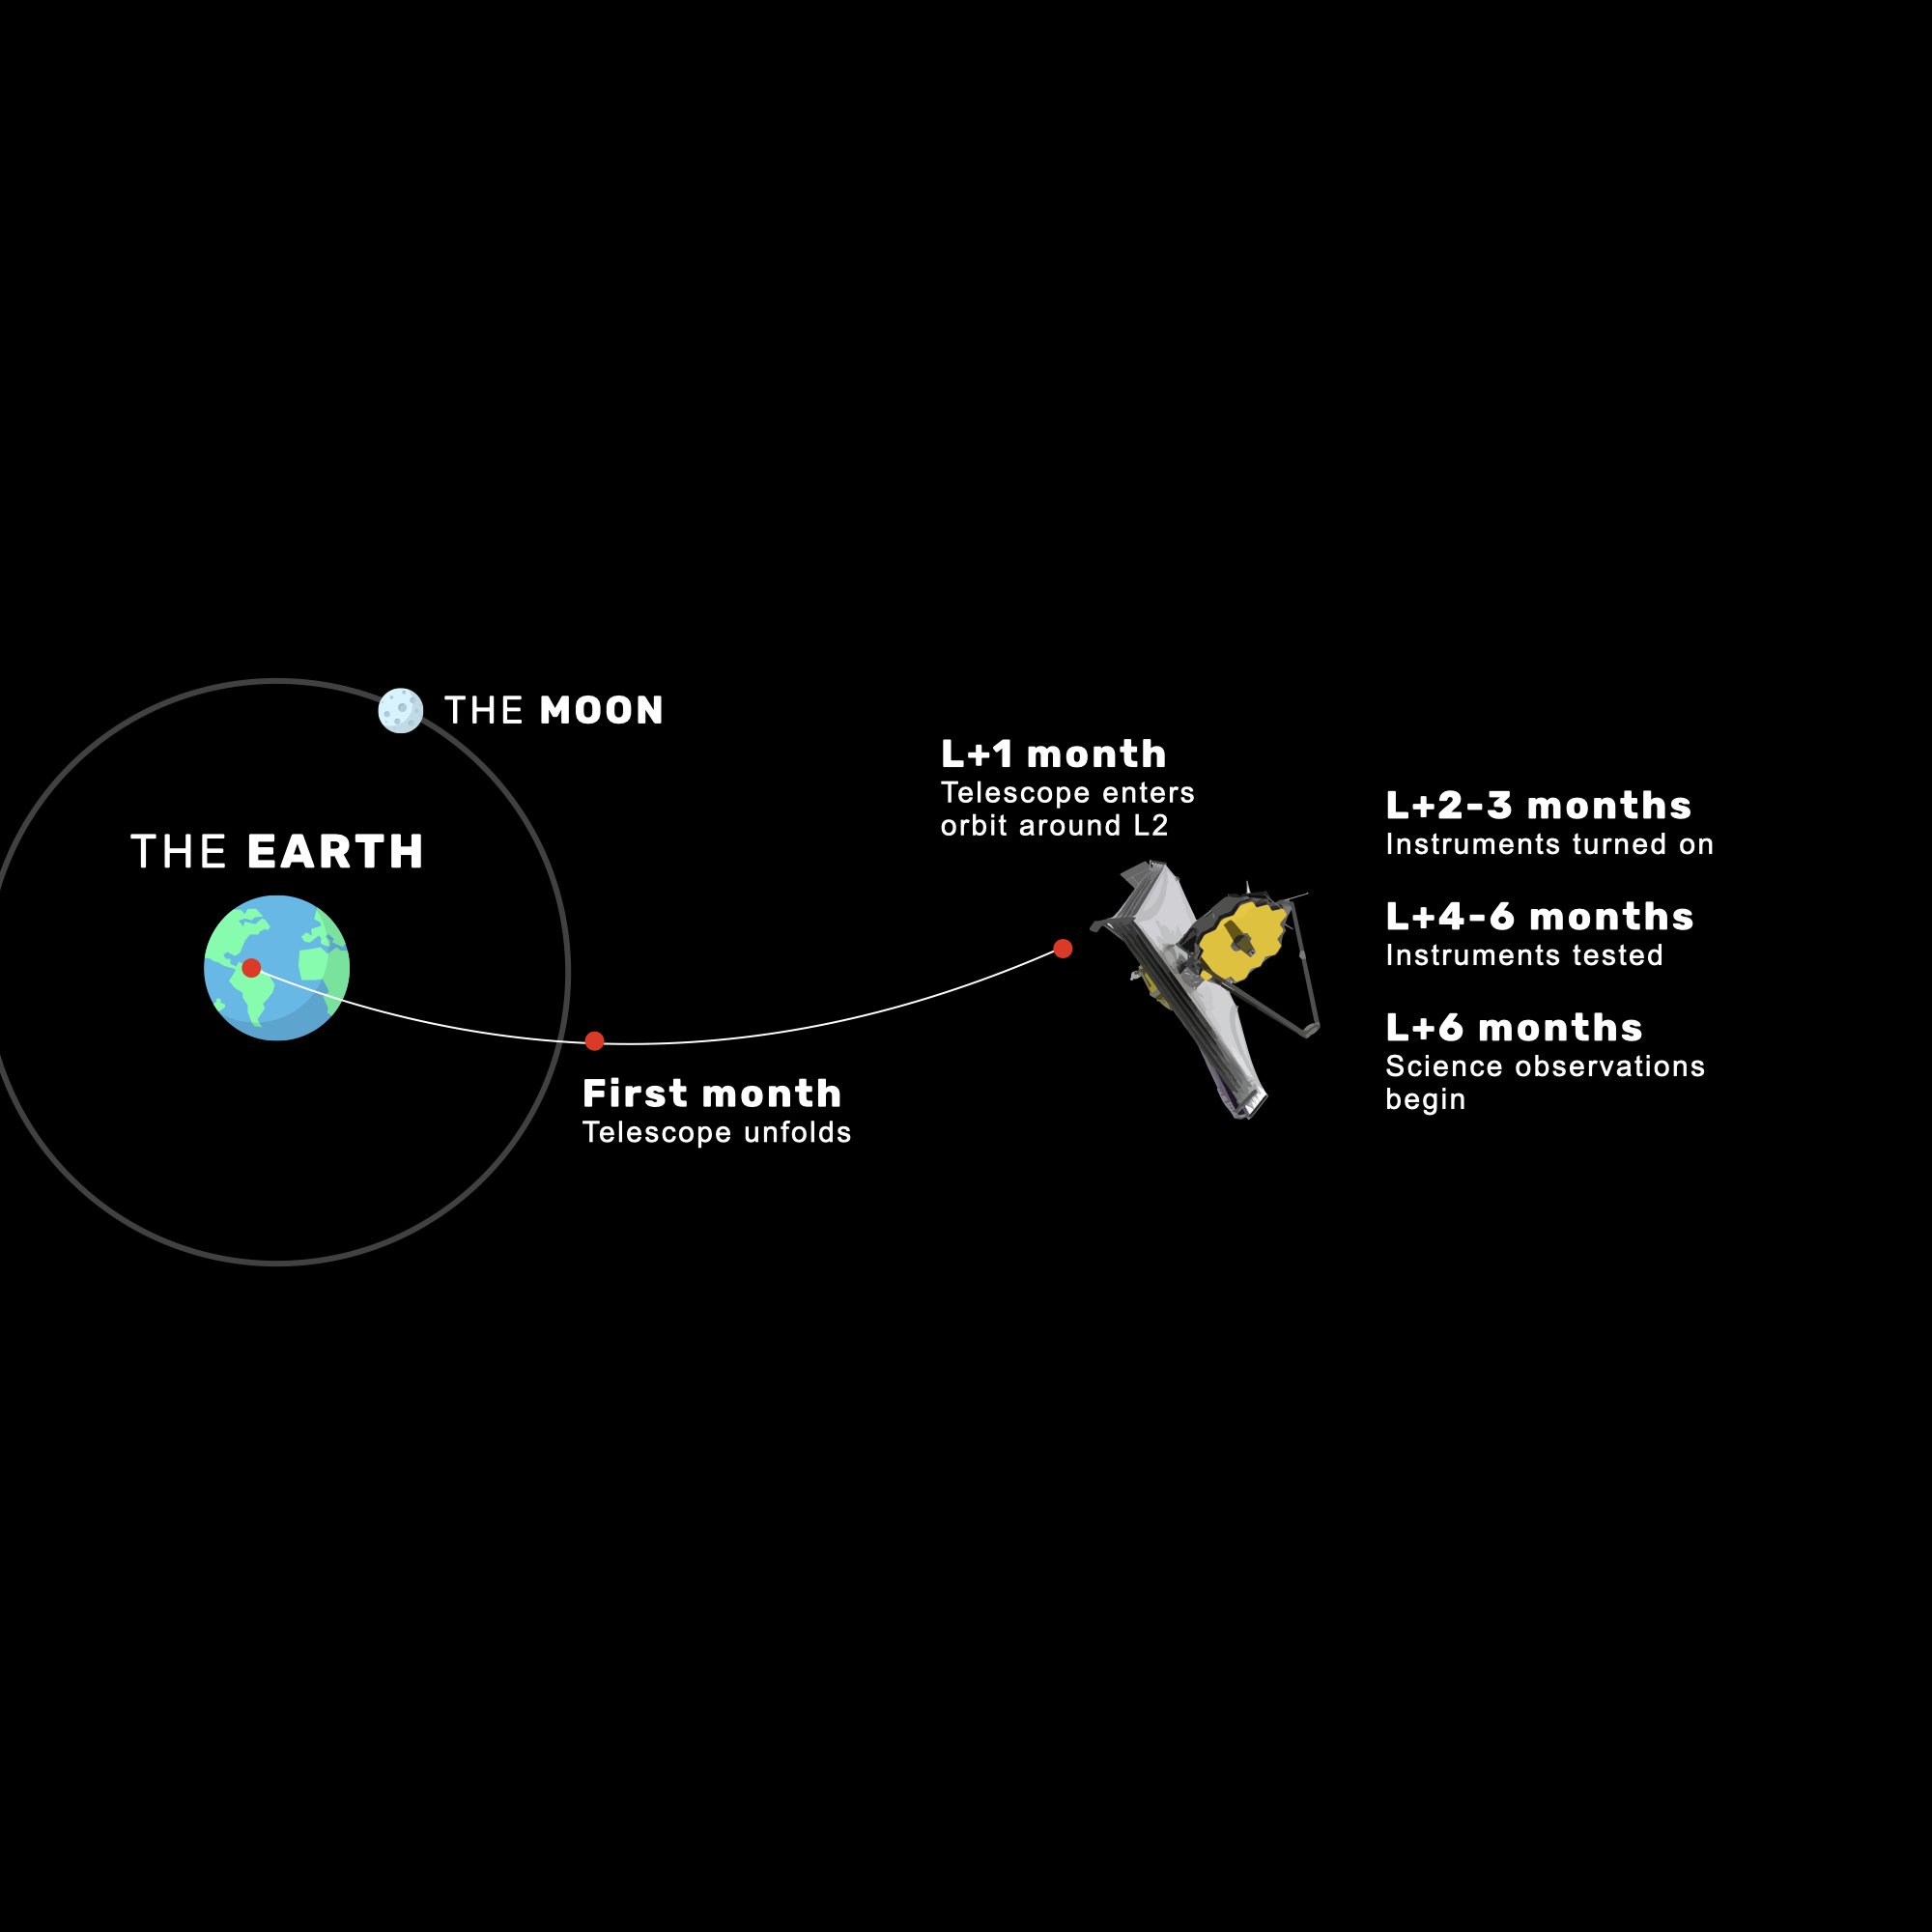 THE MOON
THE EARTH
First month
Telescope unfolds
L+1 month
Telescope enters
orbit around L2
L+2-3 months
Instruments turned on
L+4-6 months
Instruments tested
L+6 months
Science observations
begin